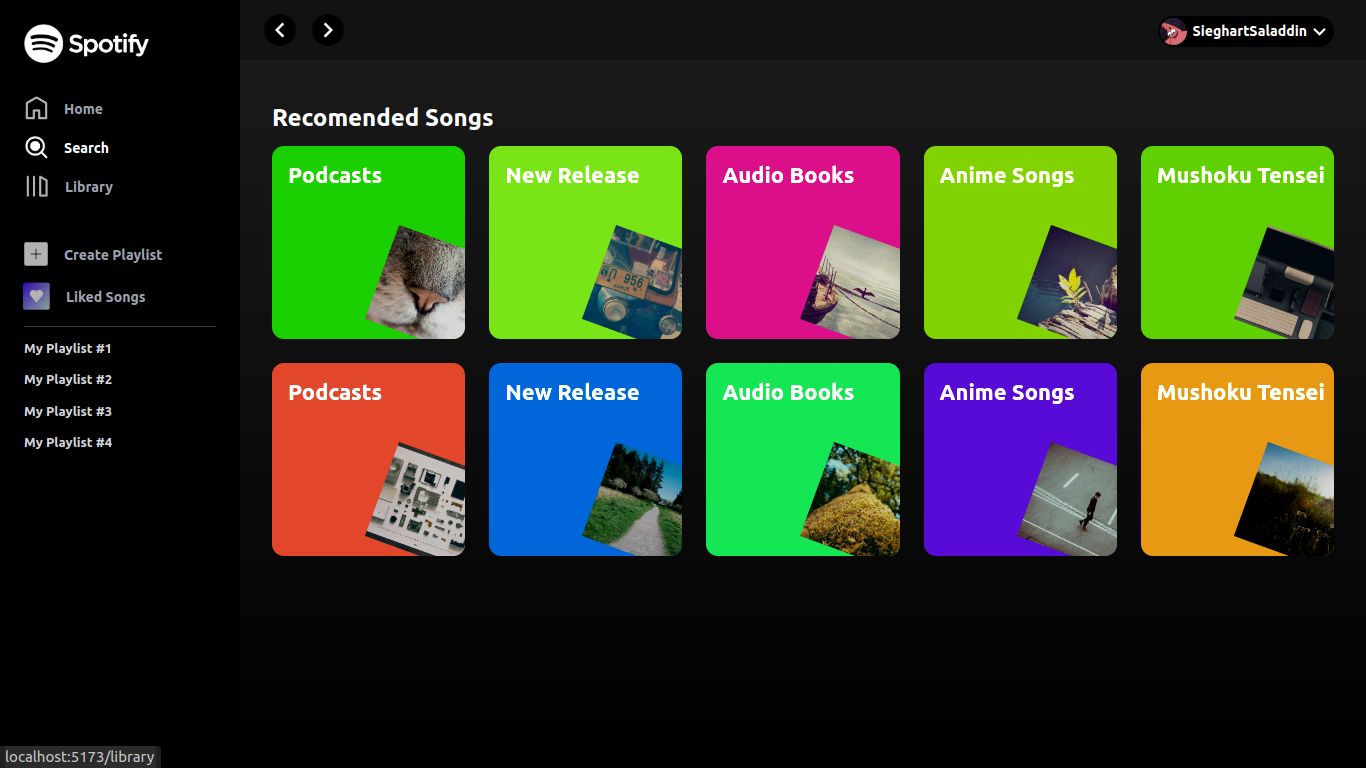 Spotify
SieghartSaladdin
Home
Search
Library
Create Playlist
Liked Songs
My Playlist #1
My Playlist #2
My Playlist #3
My Playlist #4
Recomended Songs
Podcasts
New Release
Audio Books
Anime Songs
Mushoku Tensei
Podcasts
New Release
Audio Books
Anime Songs
Mushoku Tensei
localhost:5173/library